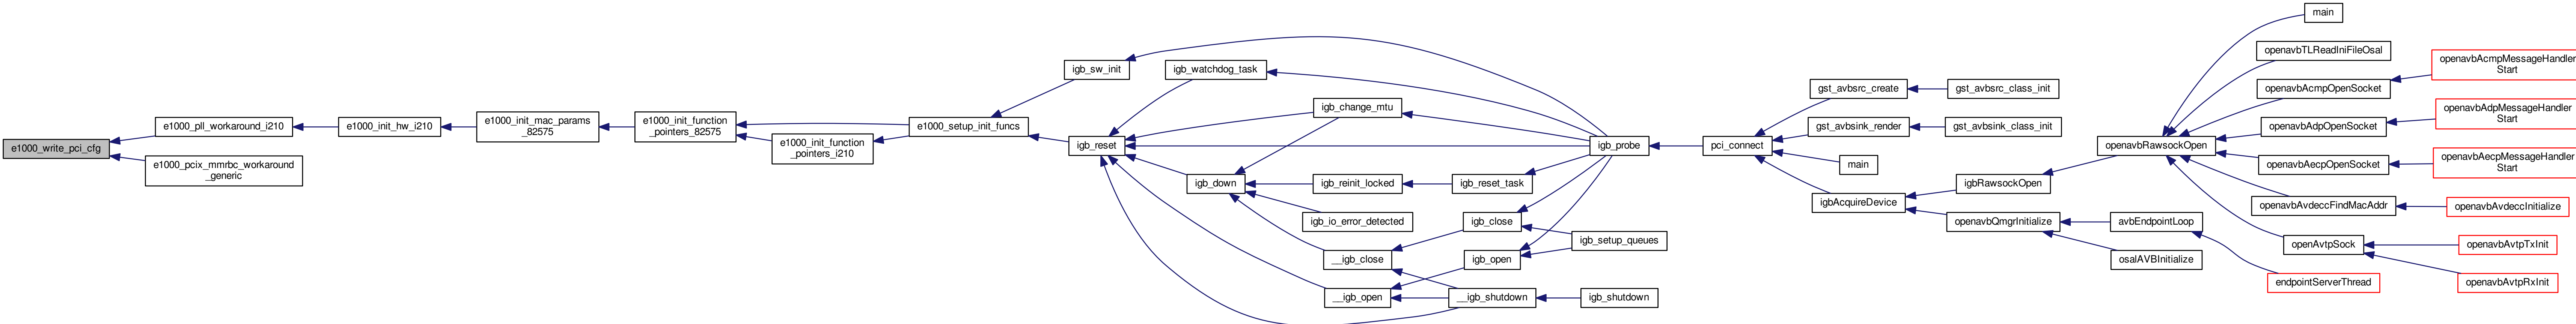 e1000_write_pci_cfg
e1000_pll_workaround_i210
e1000_pcix_mmrbc_workaround
_generic
e1000_init_hw_i210
e1000_init_mac_params
_82575
e1000_init_function
_pointers_82575
e1000_init_function
_pointers_i210
e1000_setup_init_funcs
igb_sw_init
igb_reset
igb_watchdog_task
igb_down
igb_change_mtu
igb_reinit_locked
igb_io_error_detected
__igb_close
__igb_open
igb_reset_task
igb_close
igb_open
__igb_shutdown
igb_probe
igb_setup_queues
igb_shutdown
pci_connect
gst_avbsrc_create
gst_avbsink_render
main
igbAcquireDevice
gst_avbsrc_class_init
gst_avbsink_class_init
igbRawsockOpen
openavbQmgrInitialize
openavbRawsockOpen
avbEndpointLoop
osalAVBInitialize
main
openavbTLReadIniFileOsal
openavbAcmpOpenSocket
openavbAdpOpenSocket
openavbAecpOpenSocket
openavbAvdeccFindMacAddr
openAvtpSock
endpointServerThread
openavbAcmpMessageHandler
Start
openavbAdpMessageHandler
Start
openavbAecpMessageHandler
Start
openavbAvdeccInitialize
openavbAvtpTxInit
openavbAvtpRxInit